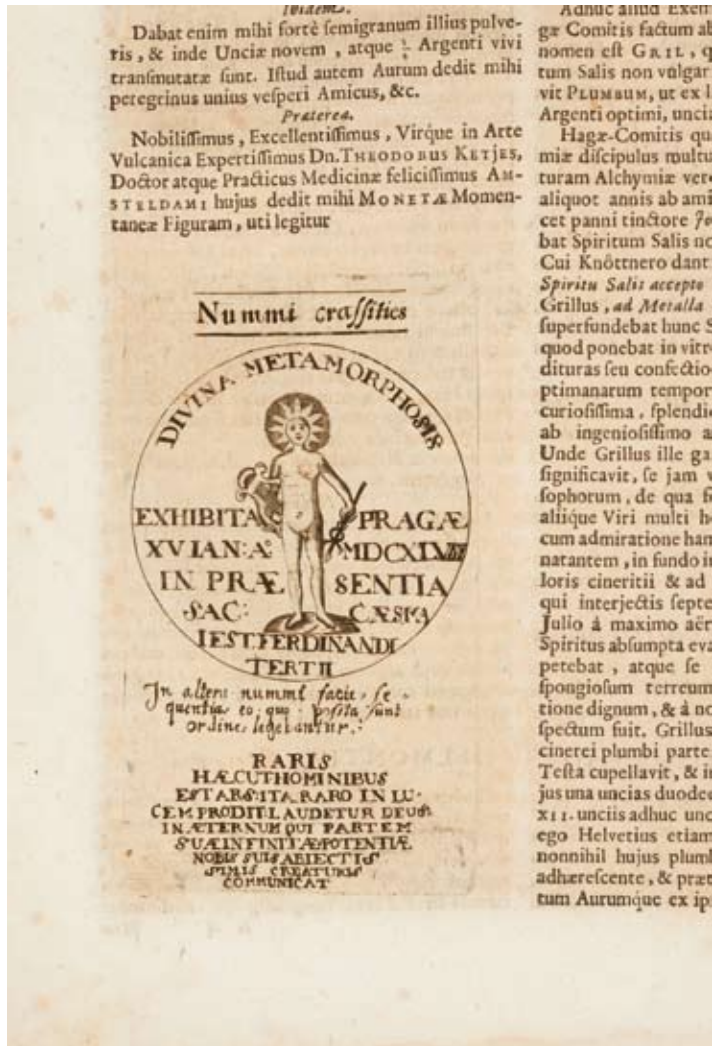 Ibidem.
Dabat enim mihi fortè ſemigranum illius pulve-
ris, & inde Unciæ novem, atque ¼ Argenti vivi
tranſmutatæ ſunt. Iſtud autem Aurum dedit mihi
peregrinus unius veſperi Amicus, &c.
Præterea.
Nobiliſſimus, Excellentiſſimus, Virque in Arte
Vulcanica Expertiſſimus Dn. THEODORUS KETJES,
Doctor atque Practicus Medicinæ feliciſſimus AM-
STELDAMI hujus dedit mihi MONETÆ Momen-
taneæ Figuram, uti legitur
Nummi craſſities
DIVINA METAMORPHOSIS
EXHIBITA PRAGÆ
XV IAN: Aº MDCXLVIII
IN PRÆ SENTIA
SAC: CÆS MA
IEST. FERDINANDI
TERTII
In altera nummi facie, ſe-
quentia eo quo poſita ſunt
ordine legebantur.
RARIS
HÆC UT HOMINIBUS
EST ARS: ITA RARO IN LU-
CEM PRODIT. LAUDETUR DEUS
IN ÆTERNUM QUI PARTEM
SUÆ INFINITÆ POTENTIÆ
NOBIS SUIS ABIECTIS
SIMIS CREATURIS
COMMUNICAT
Adhuc aliud Exem
gæ Comitis factum ab
nomen eſt GRIL, q
tum Salis non vulgar
vit PLUMBUM, ut ex l
Argenti optimi, uncia
Hagæ-Comitis qu
miæ diſcipulus multu
turam Alchymiæ ver
aliquot annis ab ami
cet panni tinctore Jo
bat Spiritum Salis no
Cui Knôttnero dant
Spiritu Salis accepto
Grillus, ad Metalla
ſuperfundebat hunc S
quod ponebat in vitr
dituras ſeu confectio
ptimanarum tempor
curioſiſſima, ſplendi
ab ingenioſiſſimo a
Unde Grillus ille ga
ſignificavit, ſe jam v
ſophorum, de qua ſ
aliique Viri multi h
cum admiratione han
natantem, in fundo i
loris cineritii & ad
qui interjectis ſepte
Julio á maximo aër
Spiritus abſumpta eva
petebat, atque ſe
ſpongioſum terreum
tione dignum, & á no
ſpectum fuit. Grillus
cinerei plumbi parte
Teſta cupellavit, & i
jus una uncias duode
XII. unciis adhuc unc
ego Helvetius etiam
nonnihil hujus plumb
adhæreſcente, & præt
tum Aurumque ex ip